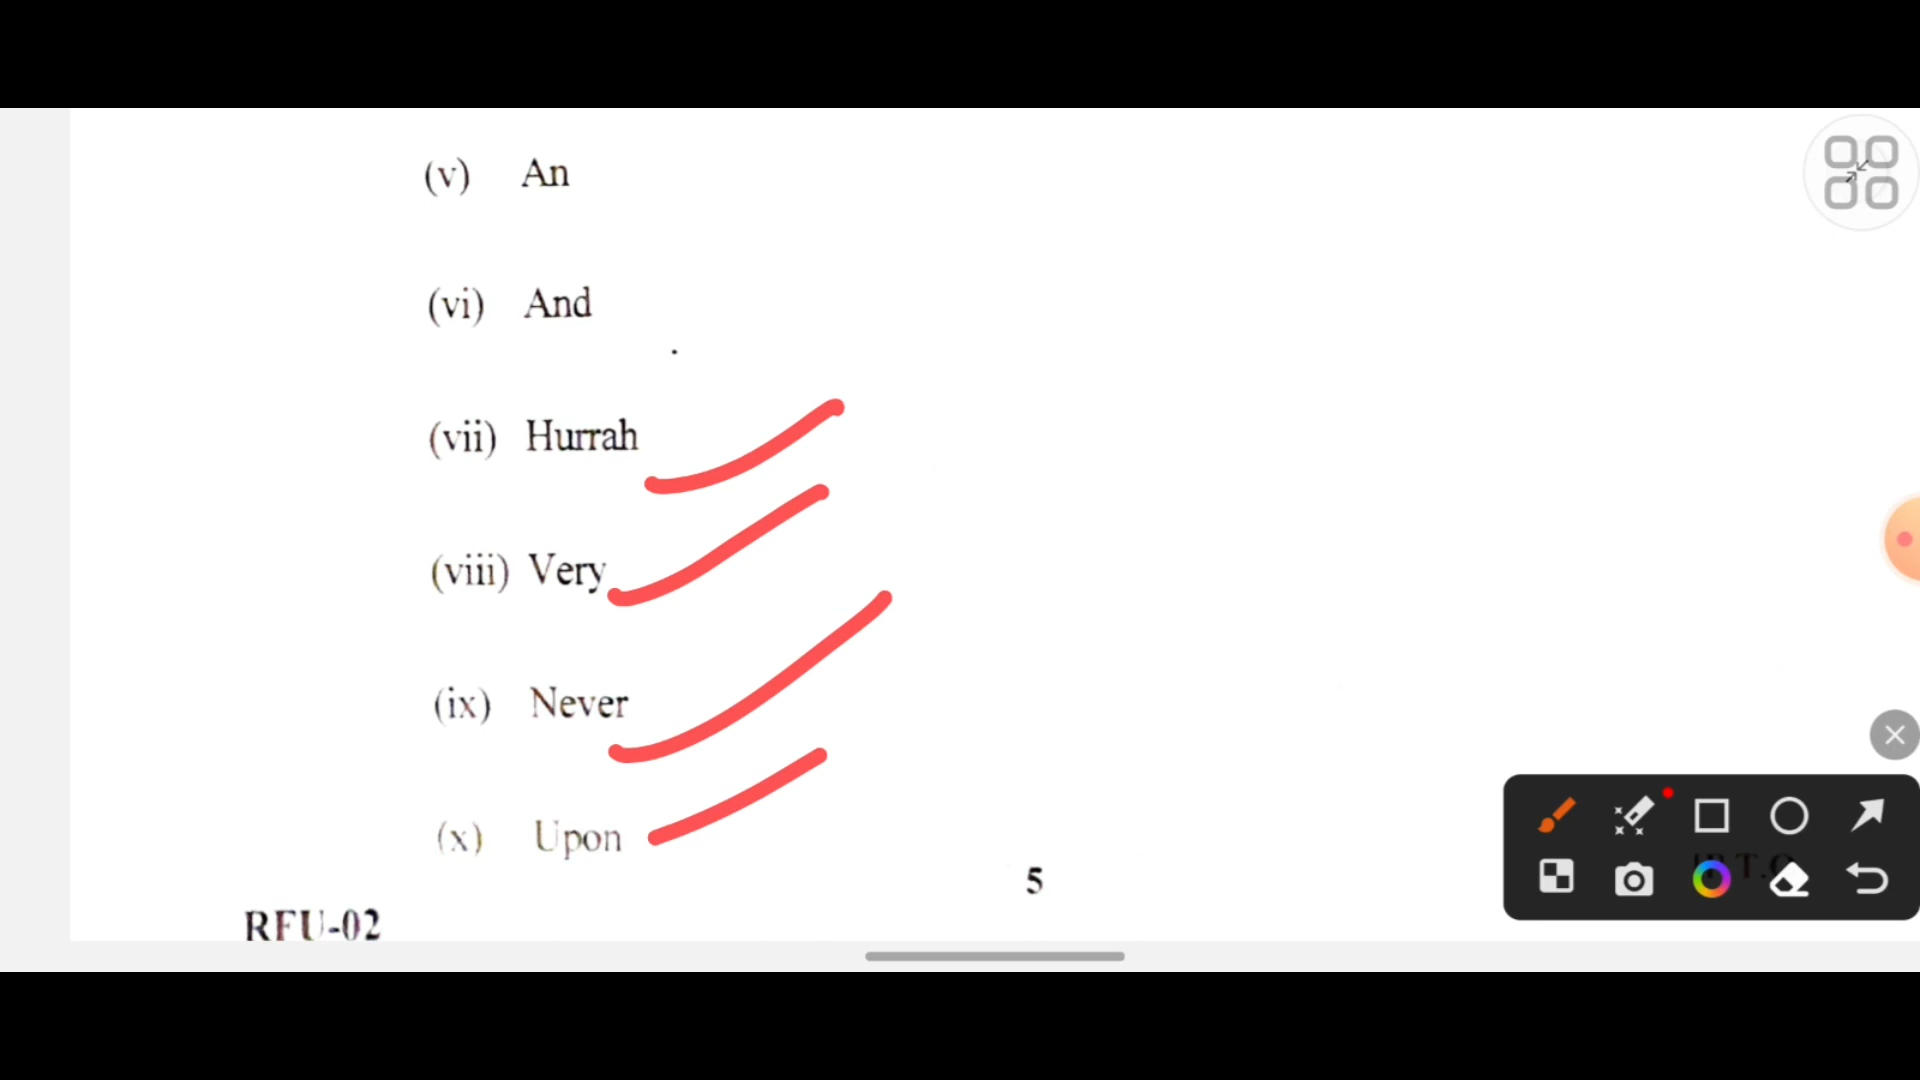 (v) An
(vi) And
(vii) Hurrah
(viii) Very
(ix) Never
(x) Upon
5
RFU-02